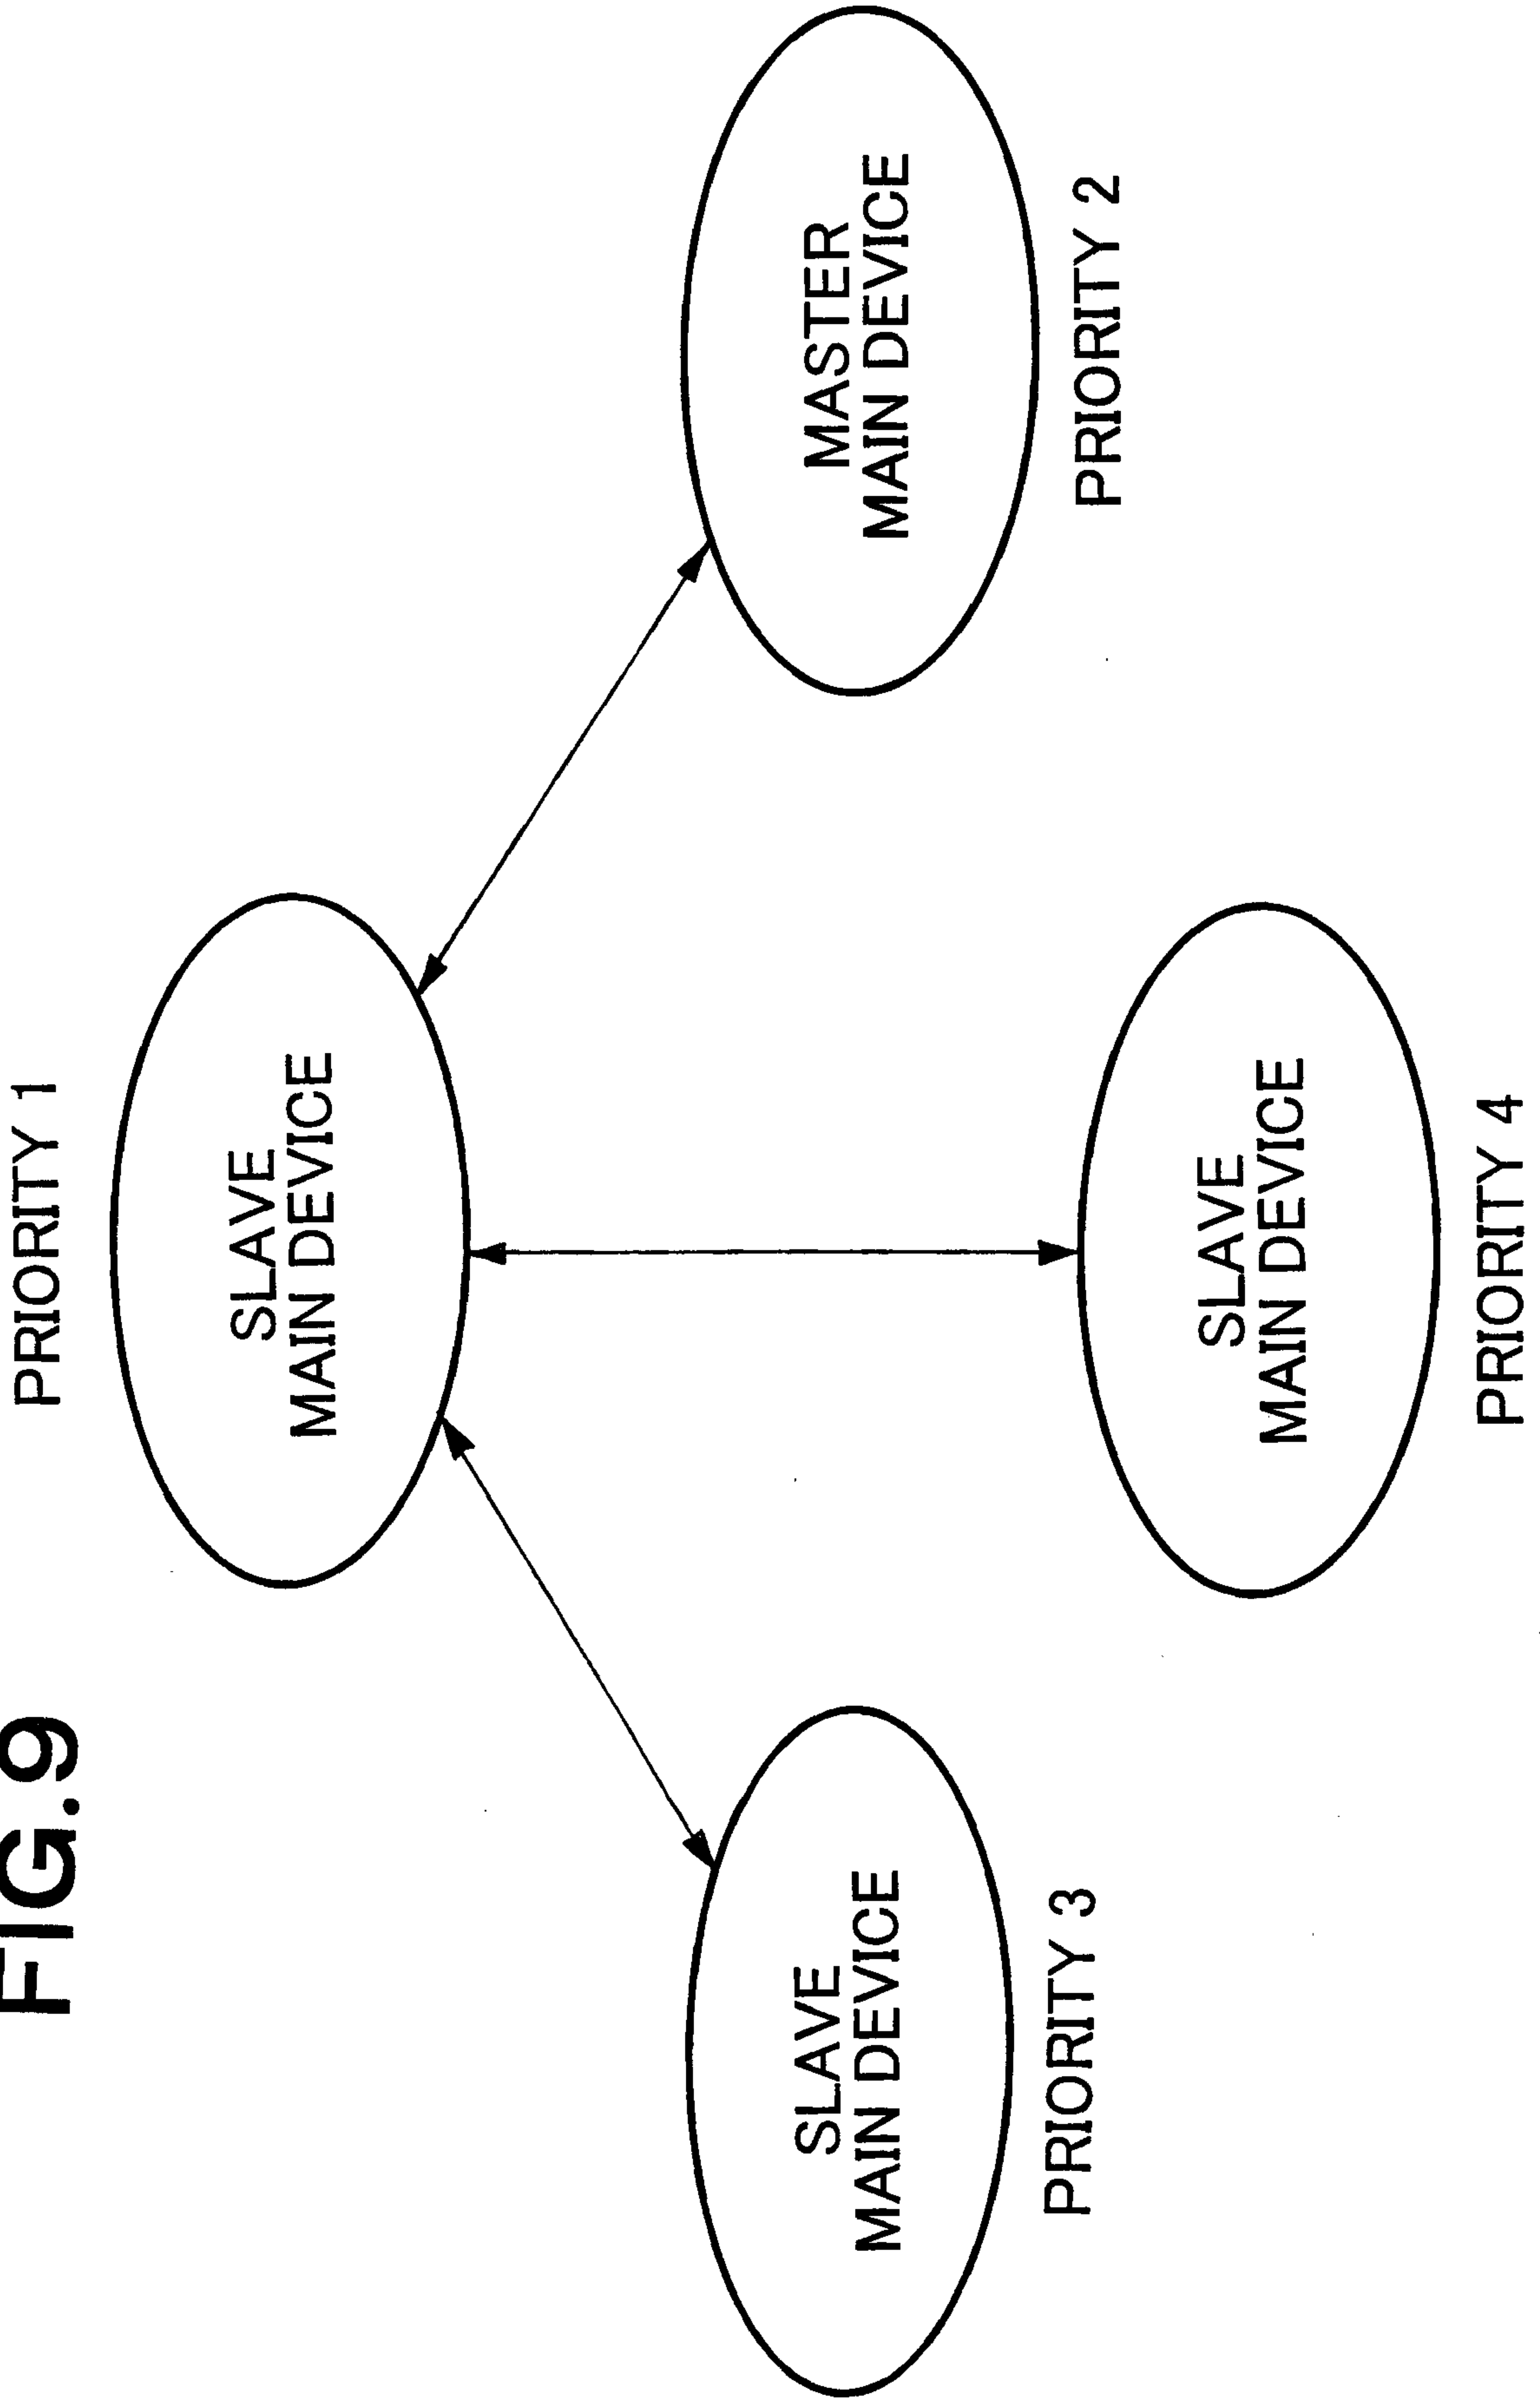 FIG.9
PRIORITY 1
SLAVE
MAIN DEVICE
SLAVE
MAIN DEVICE
PRIORITY 3
MASTER
MAIN DEVICE
PRIORITY 2
SLAVE
MAIN DEVICE
PRIORITY 4